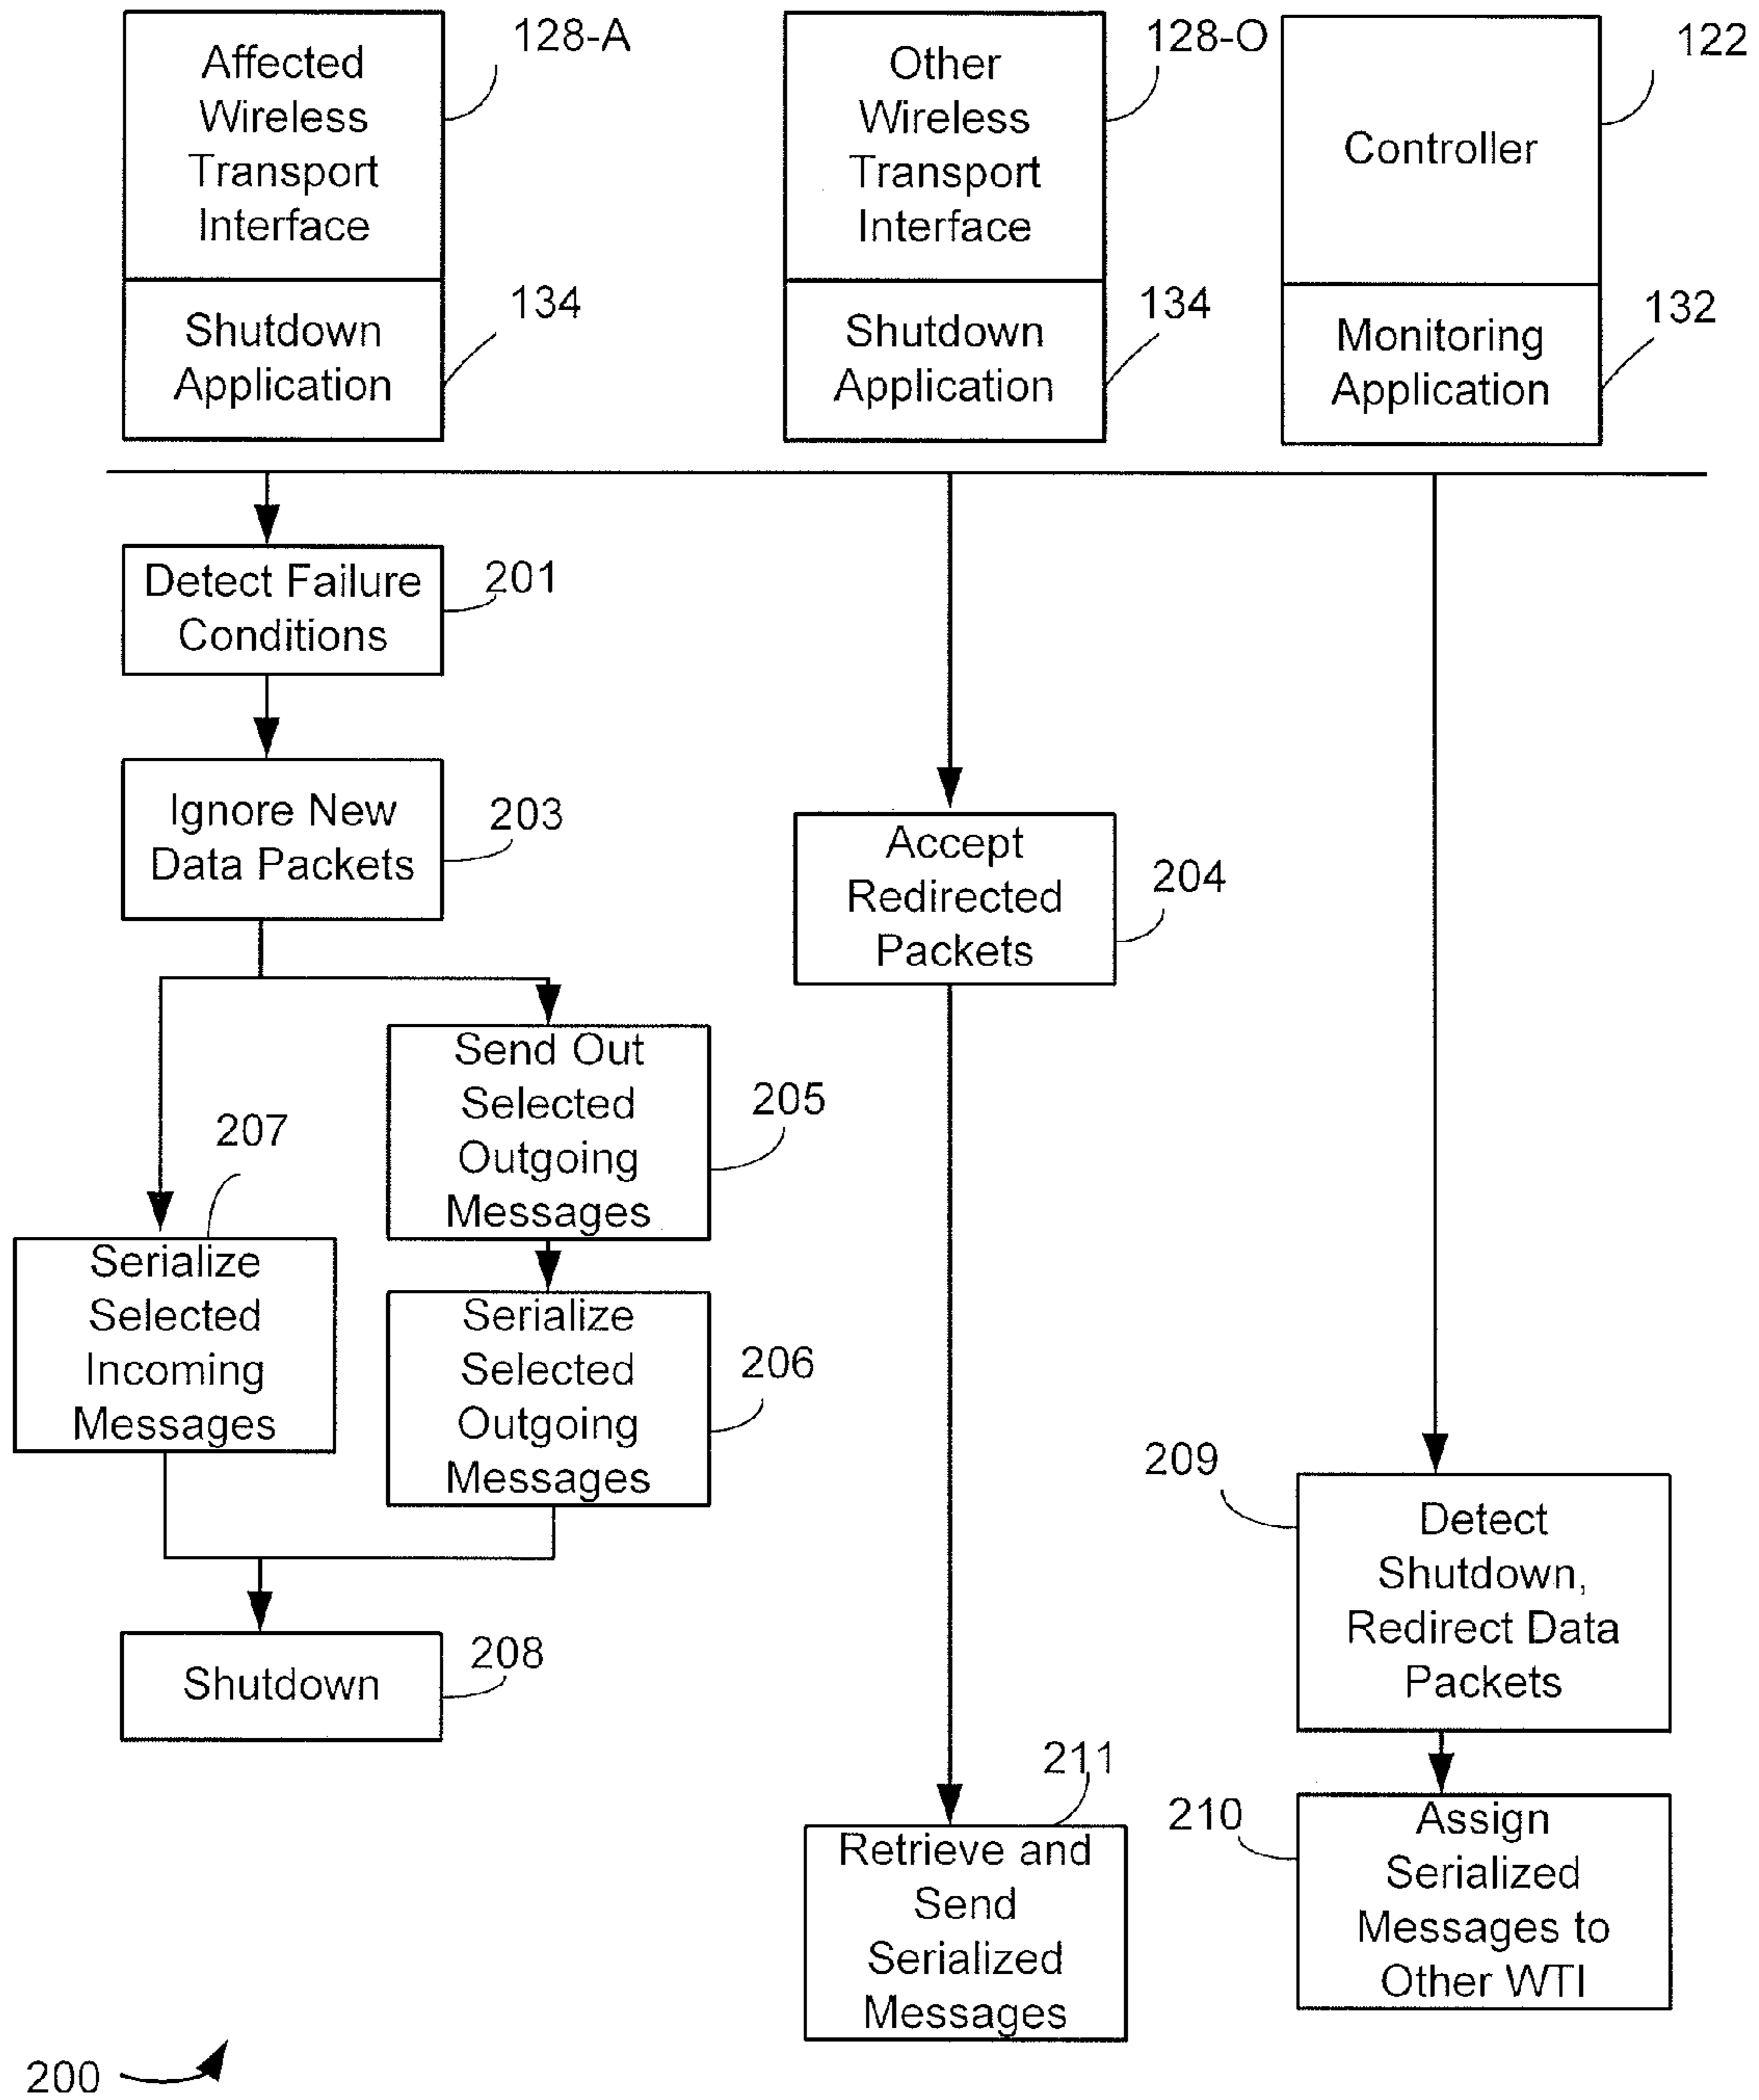 Affected
Wireless
Transport
Interface
128-A
Shutdown
Application
134
Other
Wireless
Transport
Interface
128-O
Shutdown
Application
134
Controller
122
Monitoring
Application
132
Detect Failure
Conditions
201
Ignore New
Data Packets
203
Accept
Redirected
Packets
204
Send Out
Selected
Outgoing
Messages
205
207
Serialize
Selected
Incoming
Messages
Serialize
Selected
Outgoing
Messages
206
209
Detect
Shutdown,
Redirect Data
Packets
Shutdown
208
211
Retrieve and
Send
Serialized
Messages
210
Assign
Serialized
Messages to
Other WTI
200